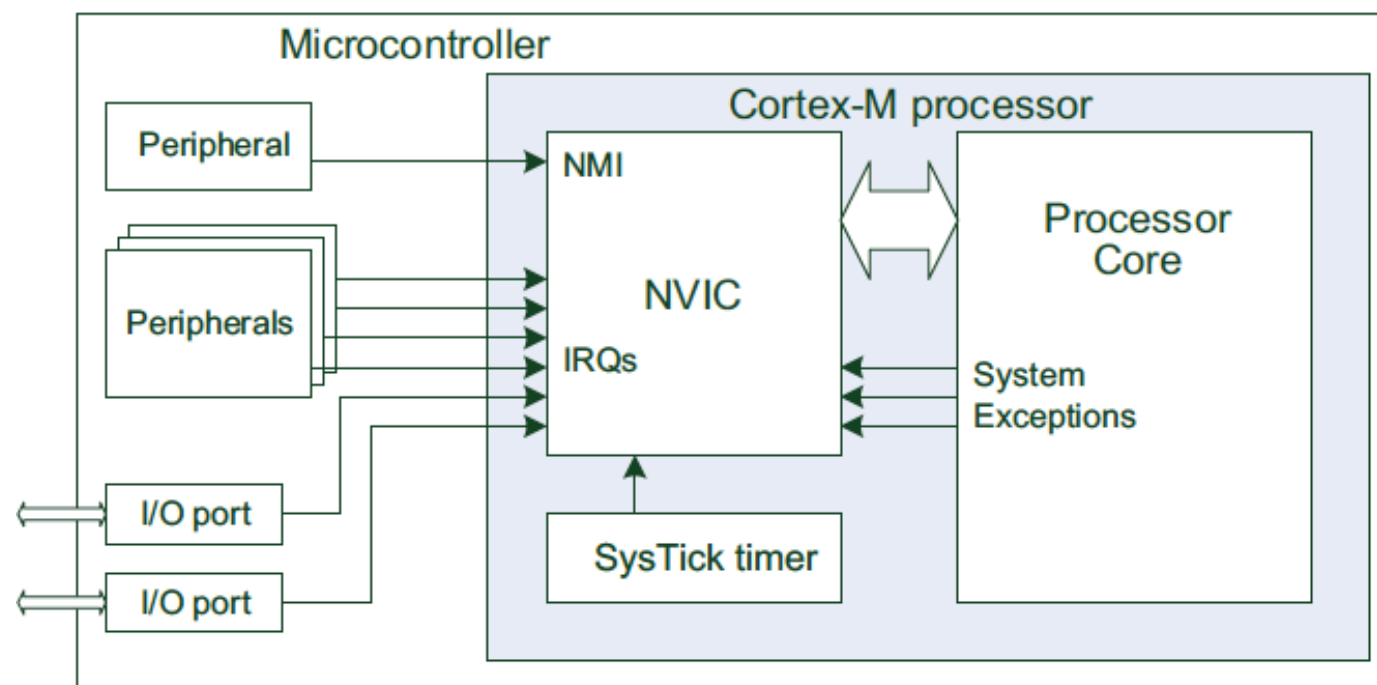 Microcontroller
Cortex-M processor
Peripheral
NMI
Processor
Core
NVIC
Peripherals
IRQs
System
Exceptions
I/O port
SysTick timer
I/O port